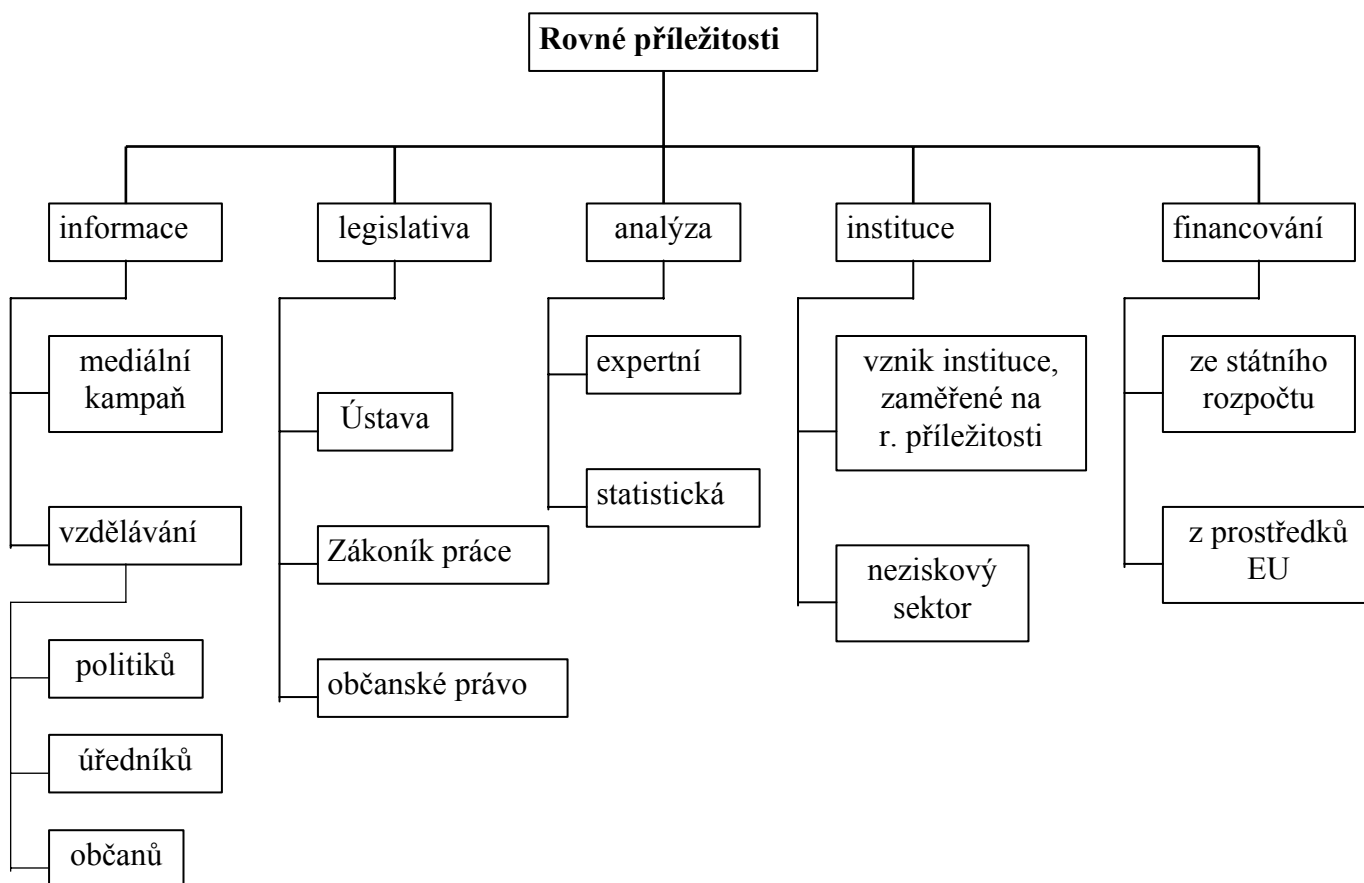 Rovné příležitosti
informace
legislativa
analýza
instituce
financování
mediální
kampaň
vzdělávání
politiků
úředníků
občanů
Ústava
Zákoník práce
občanské právo
expertní
statistická
vznik instituce,
zaměřené na
r. příležitosti
neziskový
sektor
ze státního
rozpočtu
z prostředků
EU